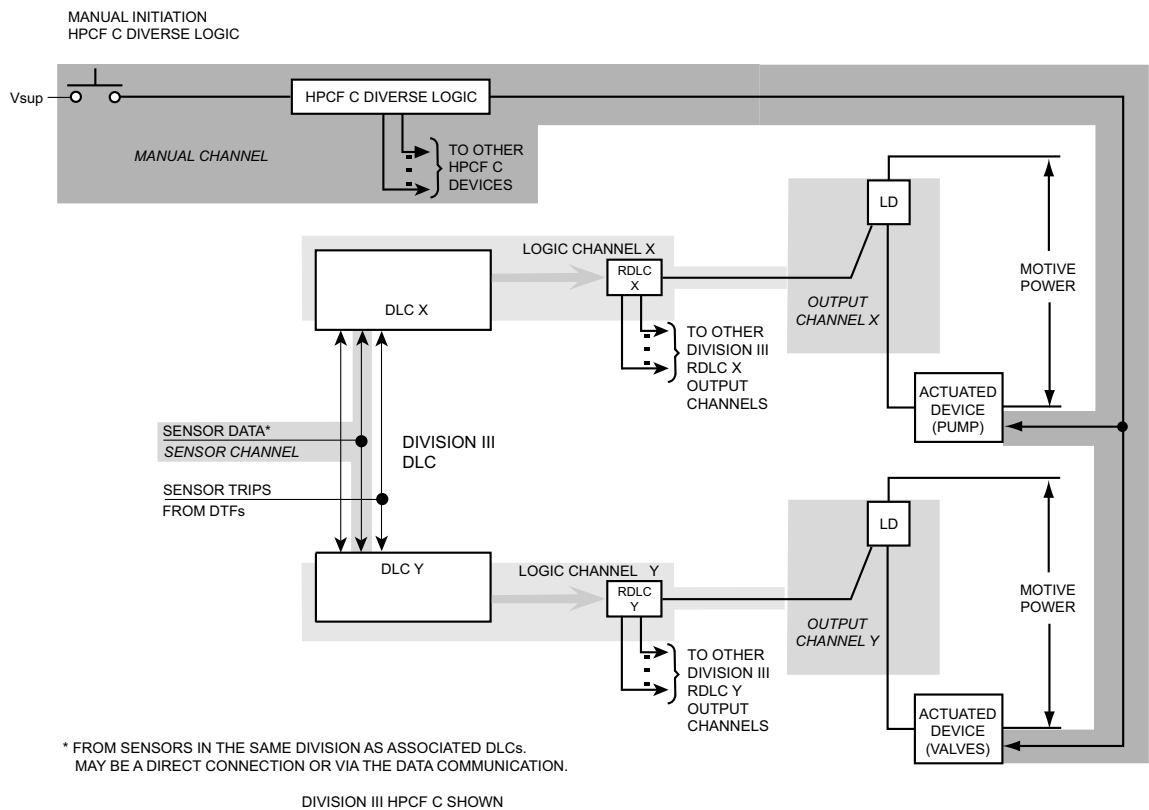 MANUAL INITIATION
HPCF C DIVERSE LOGIC
Vsup
HPCF C DIVERSE LOGIC
MANUAL CHANNEL
TO OTHER
HPCF C
DEVICES
LD
LOGIC CHANNEL X
RDLC
X
DLC X
OUTPUT
CHANNEL X
MOTIVE
POWER
TO OTHER
DIVISION III
RDLC X
OUTPUT
CHANNELS
ACTUATED
DEVICE
(PUMP)
SENSOR DATA*
SENSOR CHANNEL
DIVISION III
DLC
SENSOR TRIPS
FROM DTFs
LD
DLC Y
LOGIC CHANNEL Y
RDLC
Y
OUTPUT
CHANNEL Y
MOTIVE
POWER
TO OTHER
DIVISION III
RDLC Y
OUTPUT
CHANNELS
ACTUATED
DEVICE
(VALVES)
* FROM SENSORS IN THE SAME DIVISION AS ASSOCIATED DLCs.
MAY BE A DIRECT CONNECTION OR VIA THE DATA COMMUNICATION.
DIVISION III HPCF C SHOWN